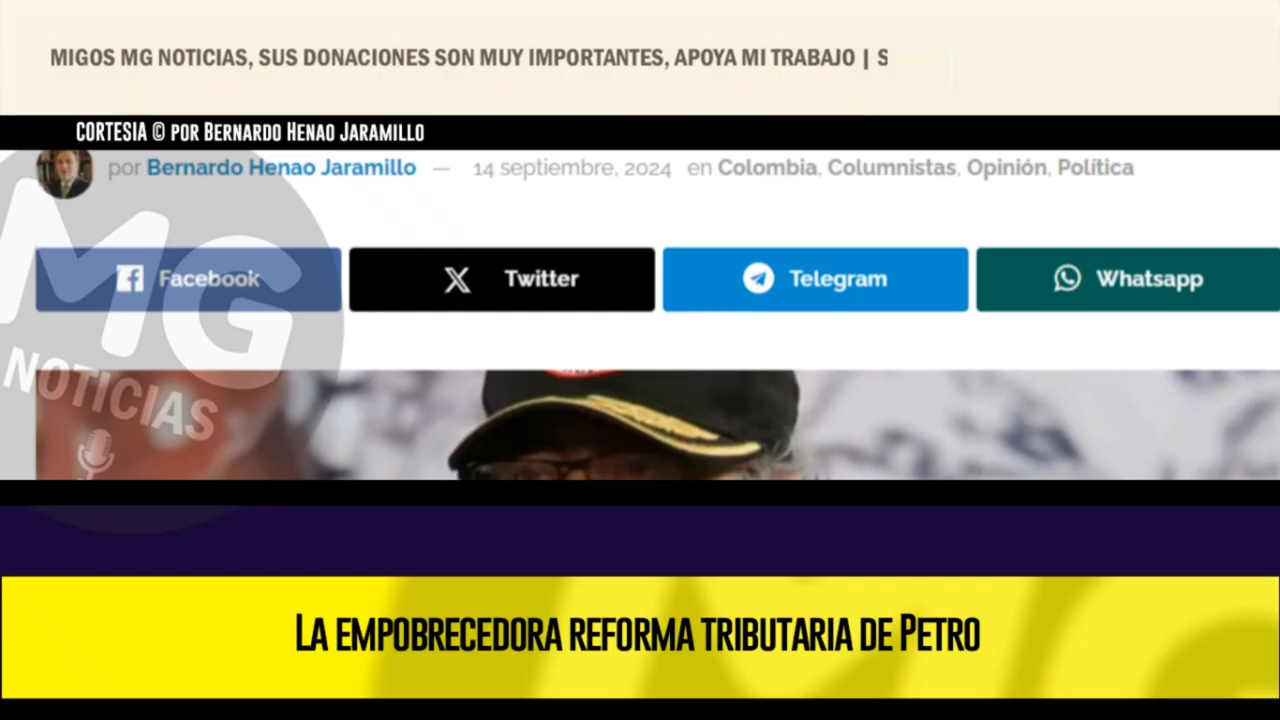 MIGOS MG NOTICIAS, SUS DONACIONES SON MUY IMPORTANTES, APOYA MI TRABAJO | S
CORTESIA © POR BERNARDO HENAO JARAMILLO
por Bernardo Henao Jaramillo — 14 septiembre, 2024 en Colombia, Columnistas, Opinión, Política
Facebook Twitter Telegram Whatsapp
MG
NOTICIAS
LA EMPOBRECEDORA REFORMA TRIBUTARIA DE PETRO